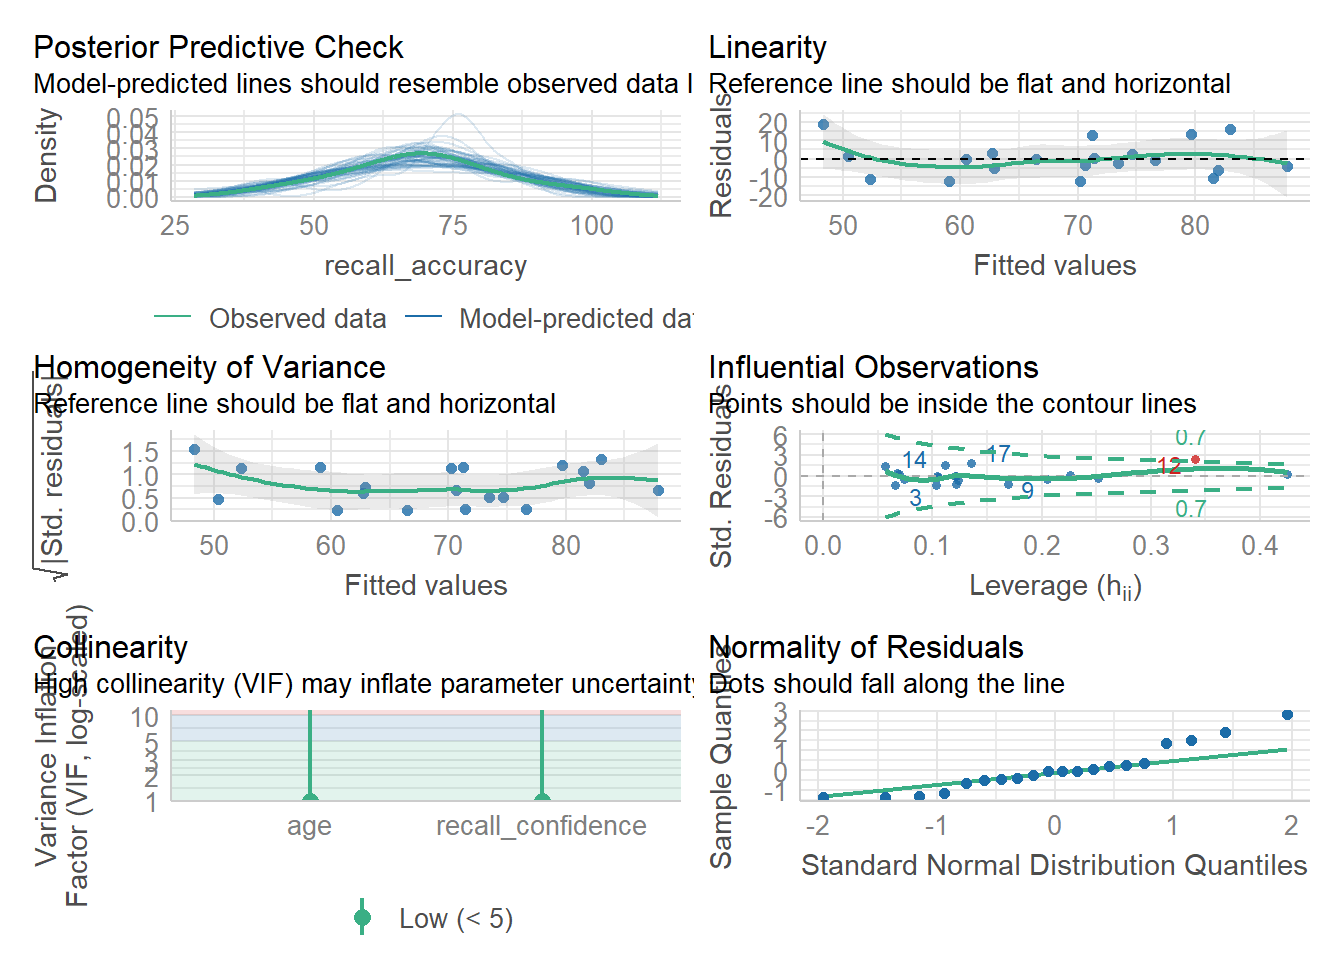 Posterior Predictive Check
Model-predicted lines should resemble observed data l
Density
0.05
0.04
0.03
0.02
0.01
0.00
25 50 75 100
recall_accuracy
Observed data Model-predicted dat
Linearity
Reference line should be flat and horizontal
Residuals
20
10
0
-10
-20
50 60 70 80
Fitted values
Homogeneity of Variance
Reference line should be flat and horizontal
√|Std. residuals|
1.5
1.0
0.5
0.0
50 60 70 80
Fitted values
Influential Observations
Points should be inside the contour lines
Std. Residuals
6
3
0
-3
-6
0.7
17
14
12
9
3
0.7
0.0 0.1 0.2 0.3 0.4
Leverage (hii)
Collinearity
High collinearity (VIF) may inflate parameter uncertainty
Variance Inflation
Factor (VIF, log-scaled)
10
5
3
2
1
age recall_confidence
Low (< 5)
Normality of Residuals
Dots should fall along the line
Sample Quantiles
3
2
1
0
-1
-2 -1 0 1 2
Standard Normal Distribution Quantiles